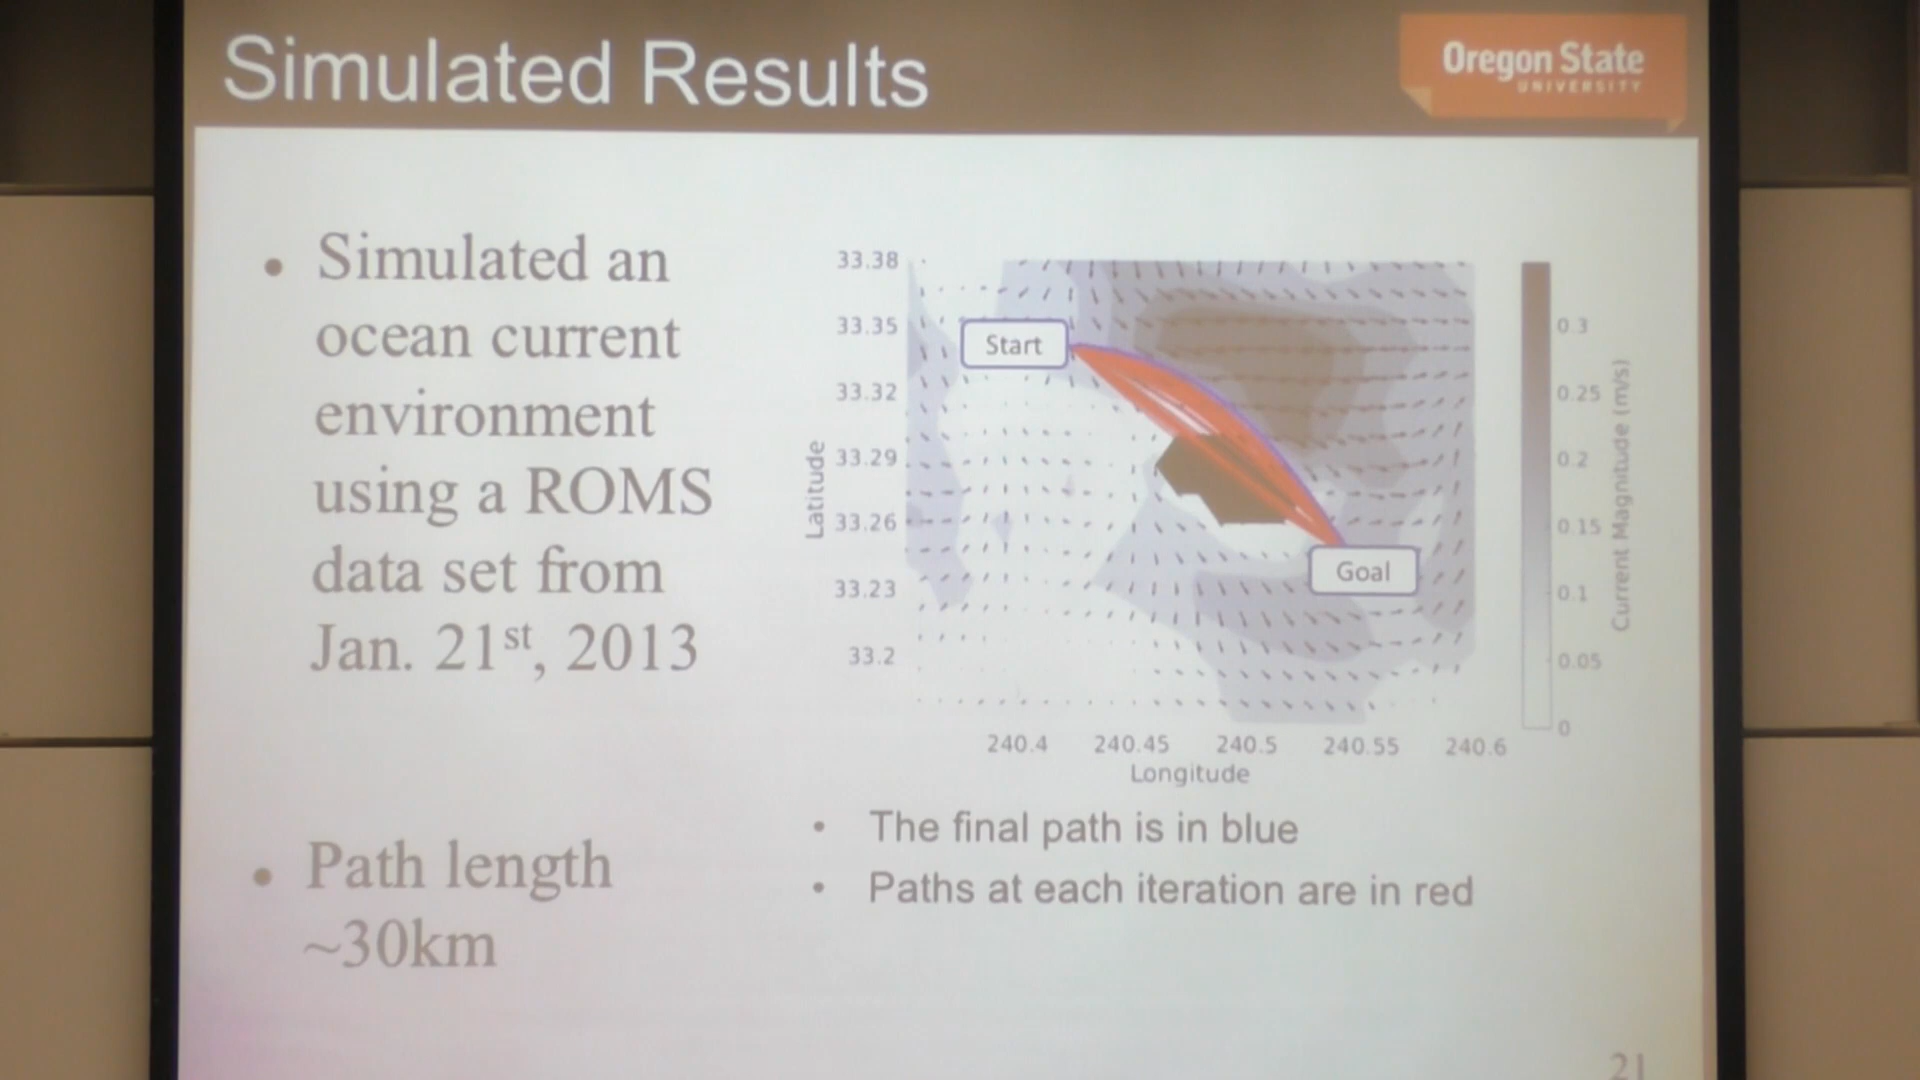 Simulated Results
Oregon State
UNIVERSITY
• Simulated an
ocean current
environment
using a ROMS
data set from
Jan. 21st, 2013
• Path length
~30km
33.38
33.35
33.32
33.29
33.26
33.23
33.2
Latitude
Start
Goal
240.4 240.45 240.5 240.55 240.6
Longitude
0.3
0.25
0.2
0.15
0.1
0.05
0
Current Magnitude (m/s)
• The final path is in blue
• Paths at each iteration are in red
21